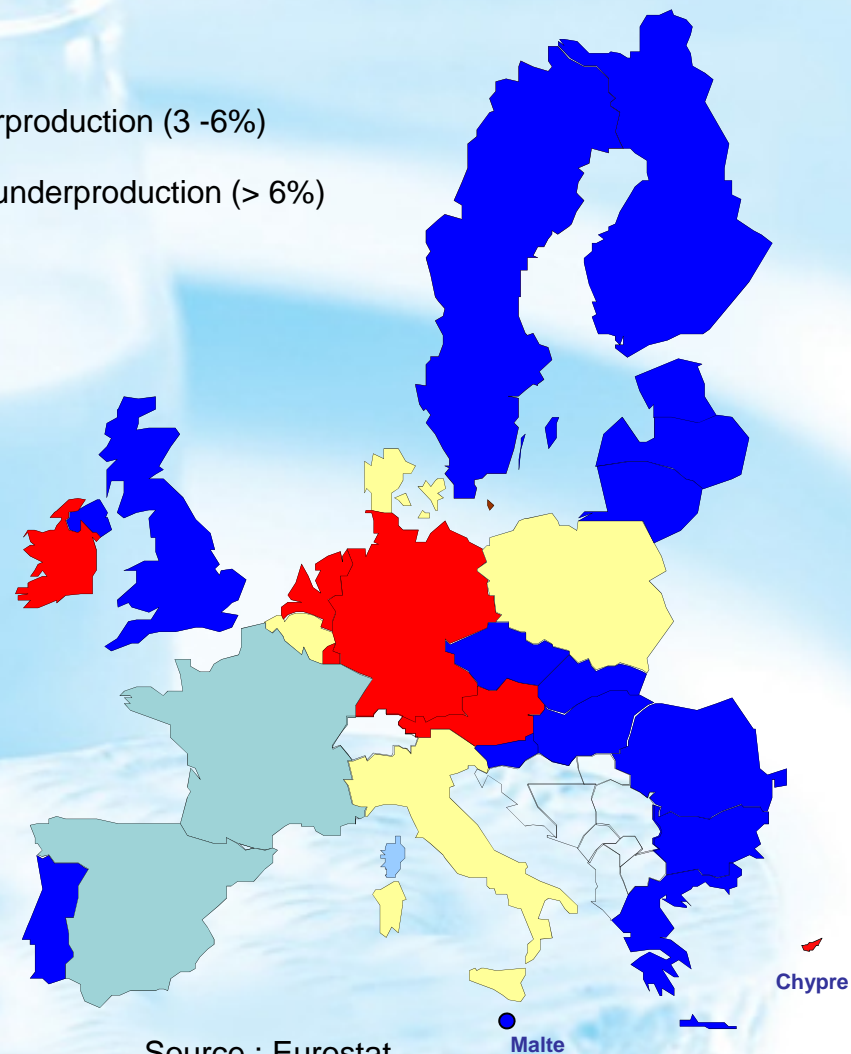 rproduction (3 -6%)
underproduction (> 6%)
Chypre
Malte
Source : Eurostat